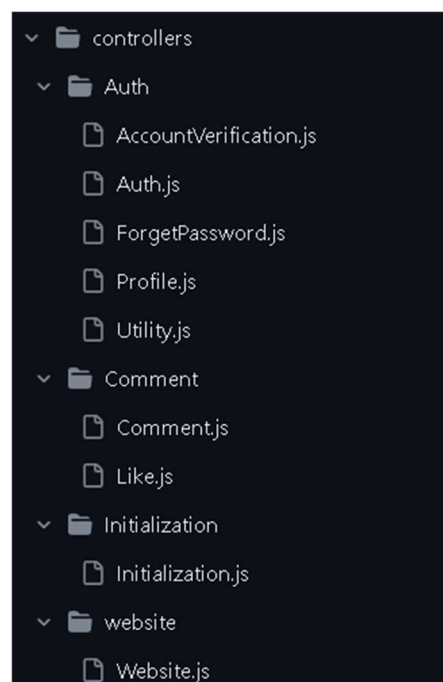 controllers
Auth
AccountVerification.js
Auth.js
ForgetPassword.js
Profile.js
Utility.js
Comment
Comment.js
Like.js
Initialization
Initialization.js
website
Website.js